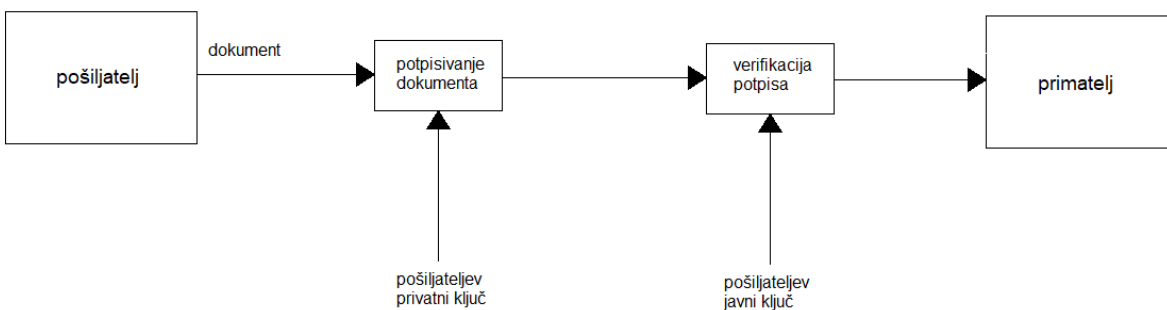 pošiljatelj
dokument
potpisivanje
dokumenta
verifikacija
potpisa
primatelj
pošiljateljev
privatni ključ
pošiljateljev
javni ključ